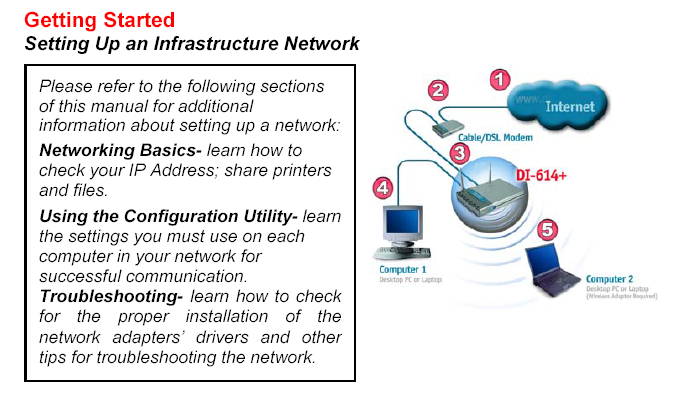 Getting Started
Setting Up an Infrastructure Network
Please refer to the following sections
of this manual for additional
information about setting up a network:
Networking Basics- learn how to
check your IP Address; share printers
and files.
Using the Configuration Utility- learn
the settings you must use on each
computer in your network for
successful communication.
Troubleshooting- learn how to check
for the proper installation of the
network adapters' drivers and other
tips for troubleshooting the network.
1
www.
Internet
2
Cable/DSL Modem
3
DI-614+
4
Computer 1
Desktop PC or Laptop
5
Computer 2
Desktop PC or Laptop
(Wireless Adapter Required)